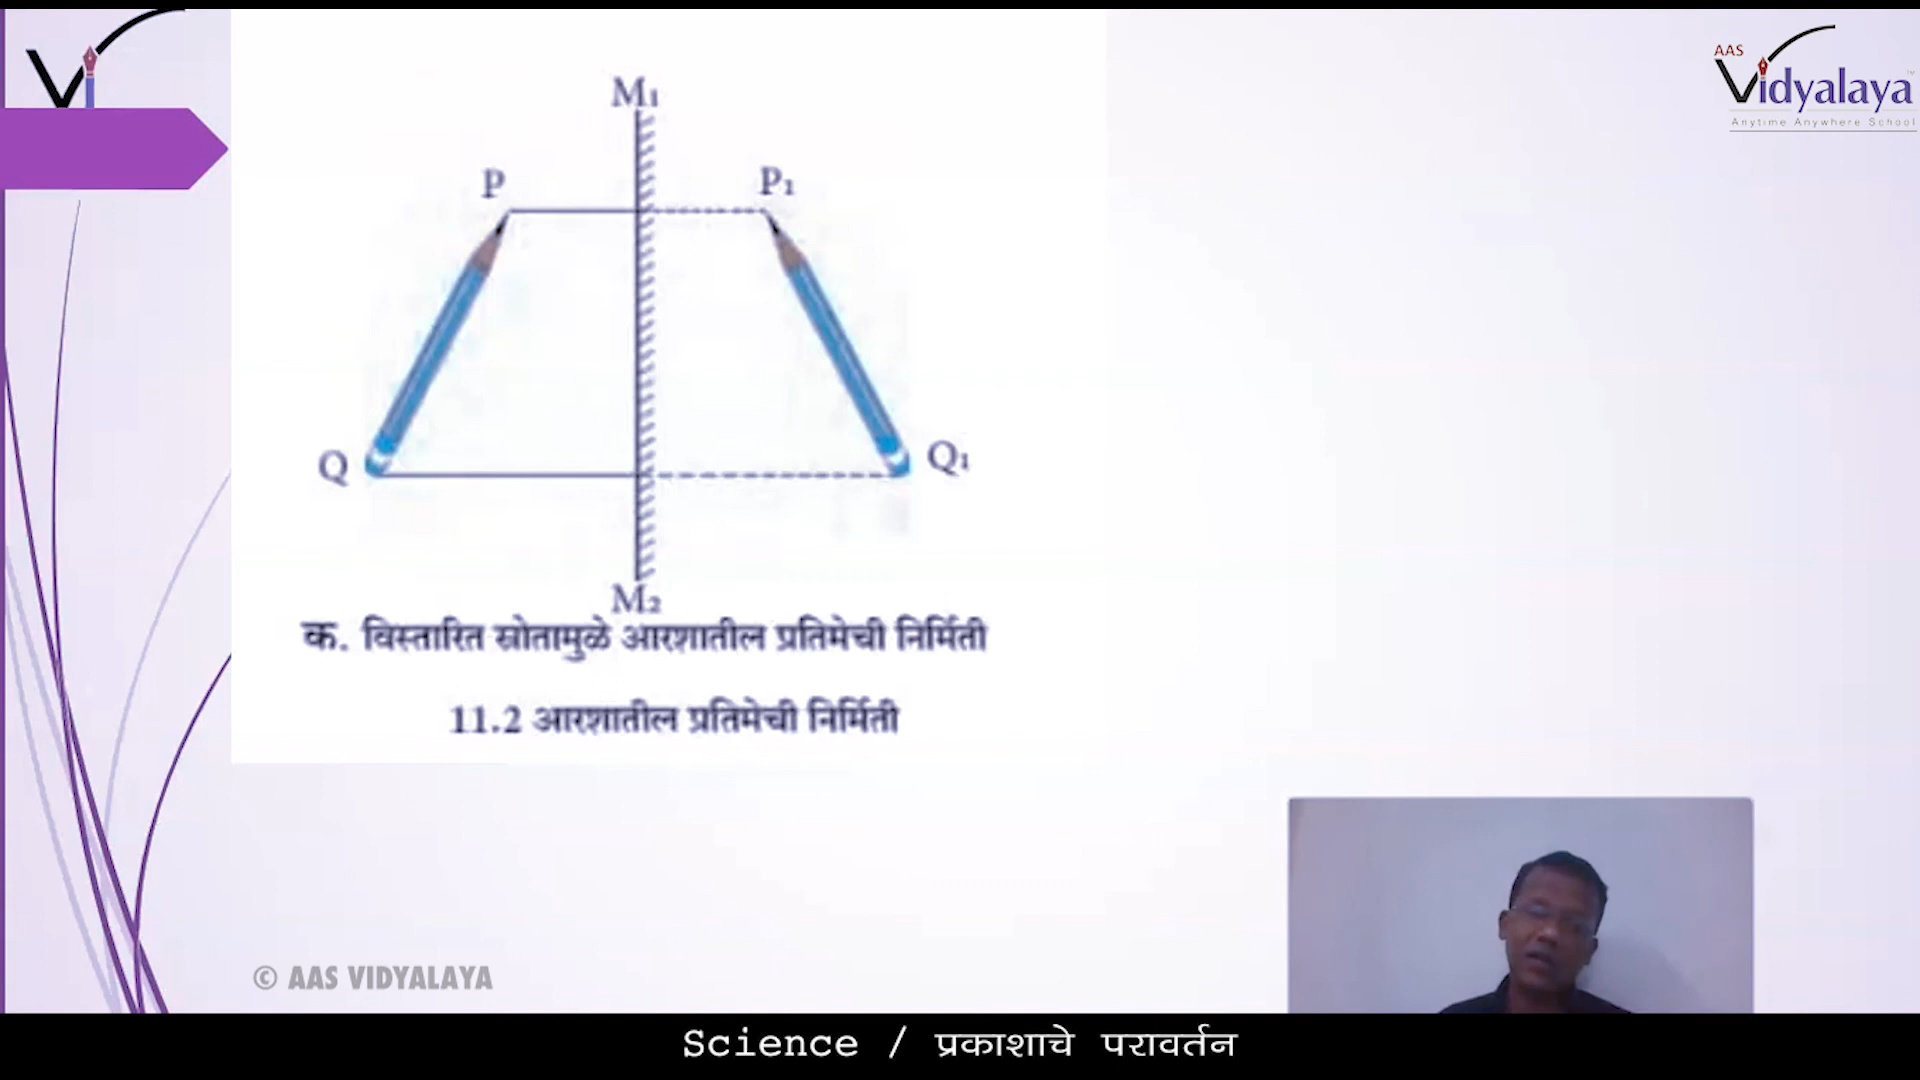 AAS
Vidyalaya
Anytime Anywhere School
M₁
P
P₁
Q
Q₁
M₂
क. विस्तारित स्रोतामुळे आरशातील प्रतिमेची निर्मिती
11.2 आरशातील प्रतिमेची निर्मिती
© AAS VIDYALAYA
Science / प्रकाशाचे परावर्तन